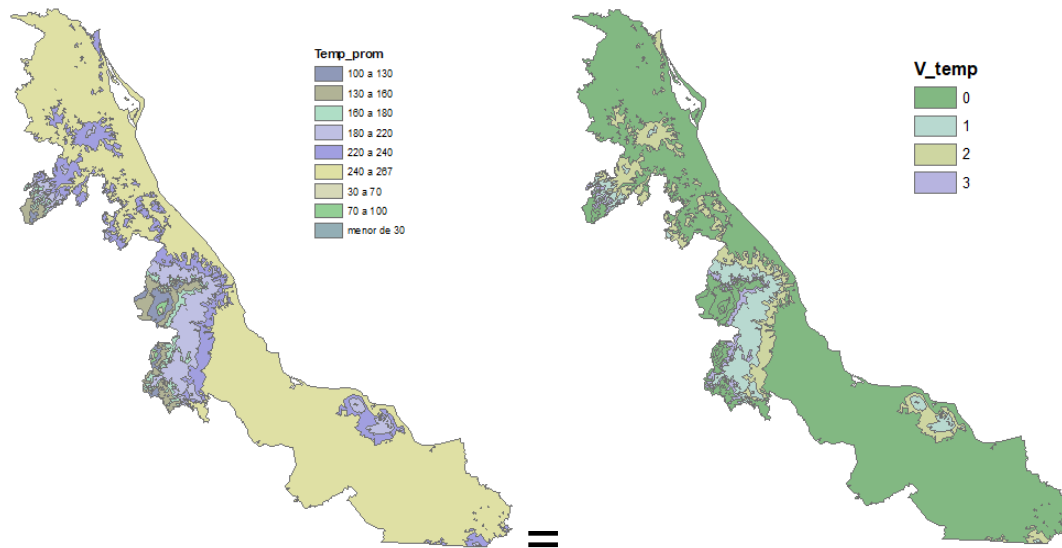 Temp_prom
100 a 130
130 a 160
160 a 180
180 a 220
220 a 240
240 a 267
30 a 70
70 a 100
menor de 30
=
V_temp
0
1
2
3